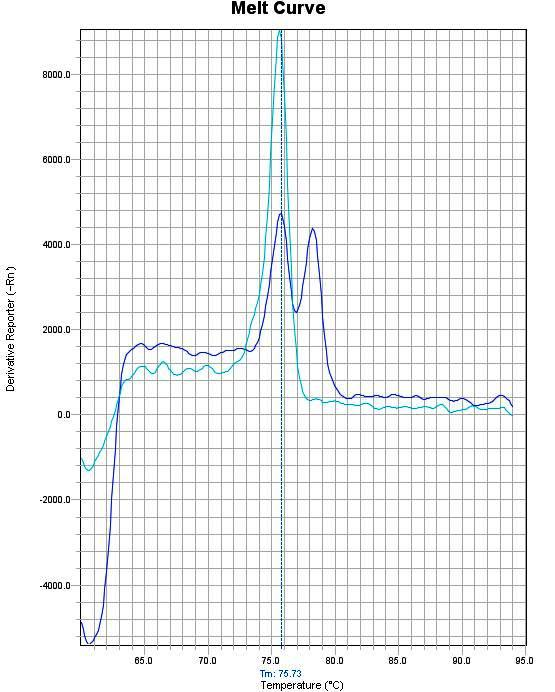 Melt Curve
Derivative Reporter (-Rn')
8000.0
6000.0
4000.0
2000.0
0.0
-2000.0
-4000.0
65.0 70.0 75.0 80.0 85.0 90.0 95.0
Tm: 75.73
Temperature (°C)